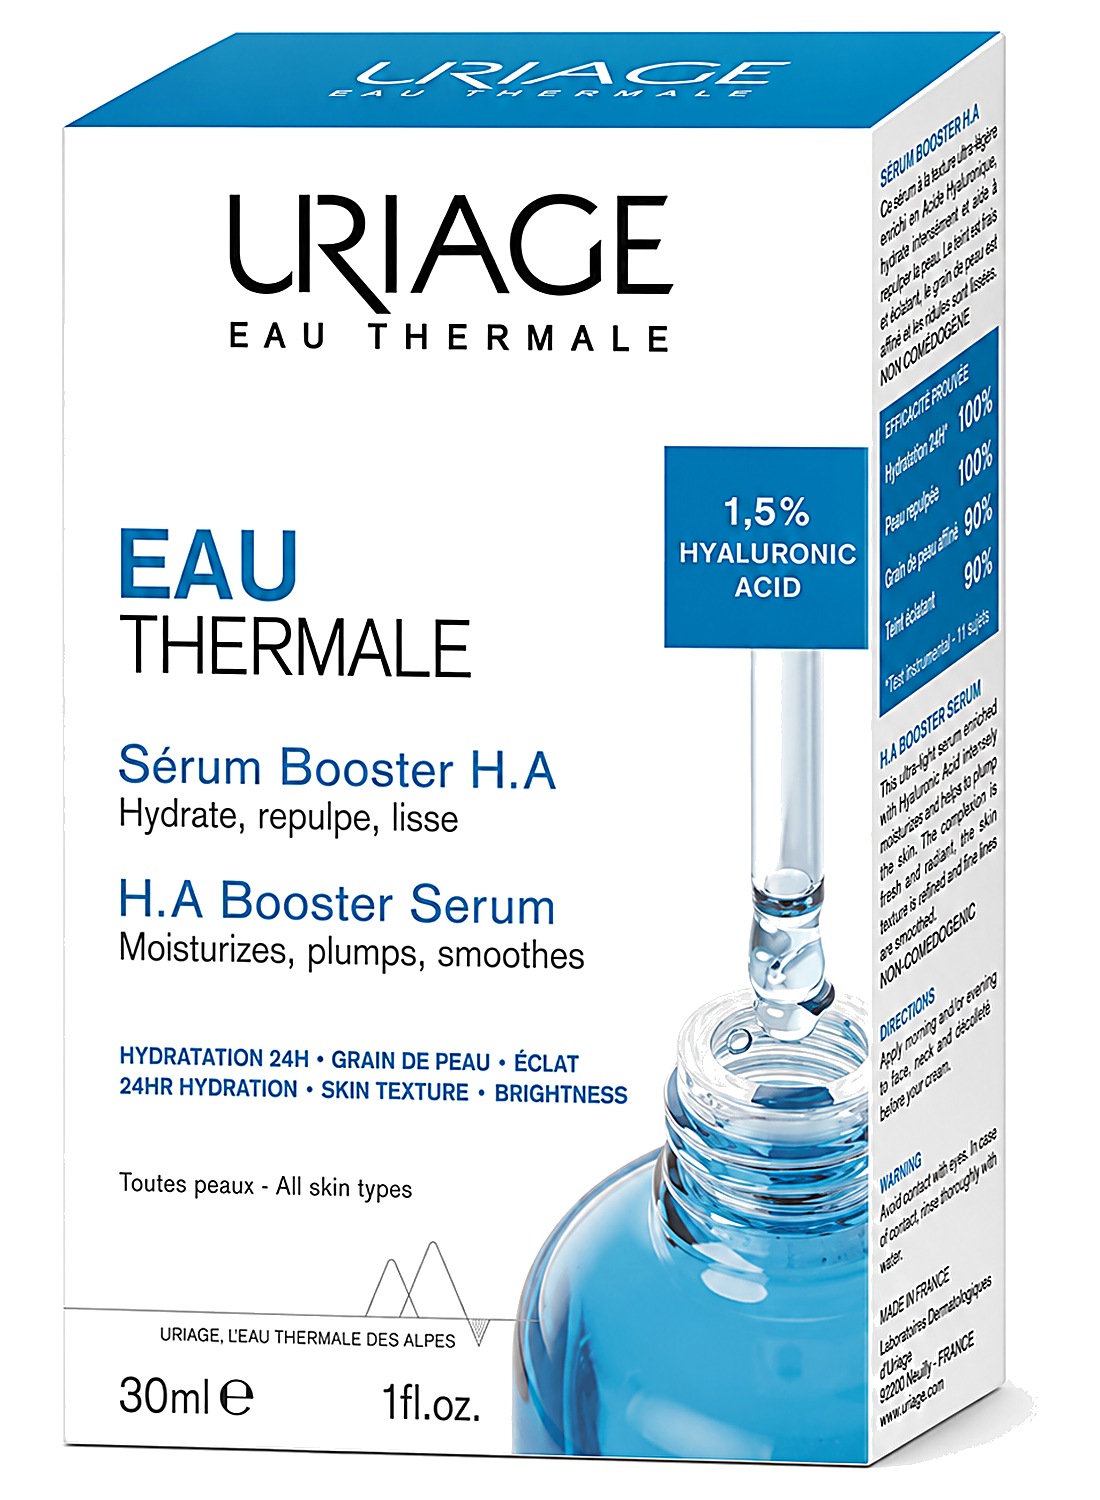 URIAGE
EAU THERMALE
URIAGE
EAU THERMALE
1,5%
HYALURONIC
ACID
EAU
THERMALE
Sérum Booster H.A
Hydrate, repulpe, lisse
H.A Booster Serum
Moisturizes, plumps, smoothes
HYDRATATION 24H • GRAIN DE PEAU • ÉCLAT
24HR HYDRATION • SKIN TEXTURE • BRIGHTNESS
Toutes peaux - All skin types
URIAGE, L'EAU THERMALE DES ALPES
30ml e 1fl.oz.
SÉRUM BOOSTER H.A
Ce sérum à la texture ultra-légère
enrichi en Acide Hyaluronique,
hydrate intensément et aide à
repulper la peau. Le teint est frais
et éclatant, le grain de peau est
affiné et les ridules sont lissées.
NON COMÉDOGÈNE
EFFICACITÉ PROUVÉE
Hydratation 24H* 100%
Peau repulpée 100%
Grain de peau affiné 90%
Teint éclatant 90%
*Test instrumental - 11 sujets
H.A BOOSTER SERUM
This ultra-light serum enriched
with Hyaluronic Acid intensely
moisturizes and helps to plump
the skin. The complexion is
fresh and radiant, the skin
texture is refined and fine lines
are smoothed.
NON-COMEDOGENIC
DIRECTIONS
Apply morning and/or evening
to face, neck and décolleté
before your cream.
WARNING
Avoid contact with eyes. In case
of contact, rinse thoroughly with
water.
MADE IN FRANCE
Laboratoires Dermatologiques
d'Uriage
92200 Neuilly - FRANCE
www.uriage.com